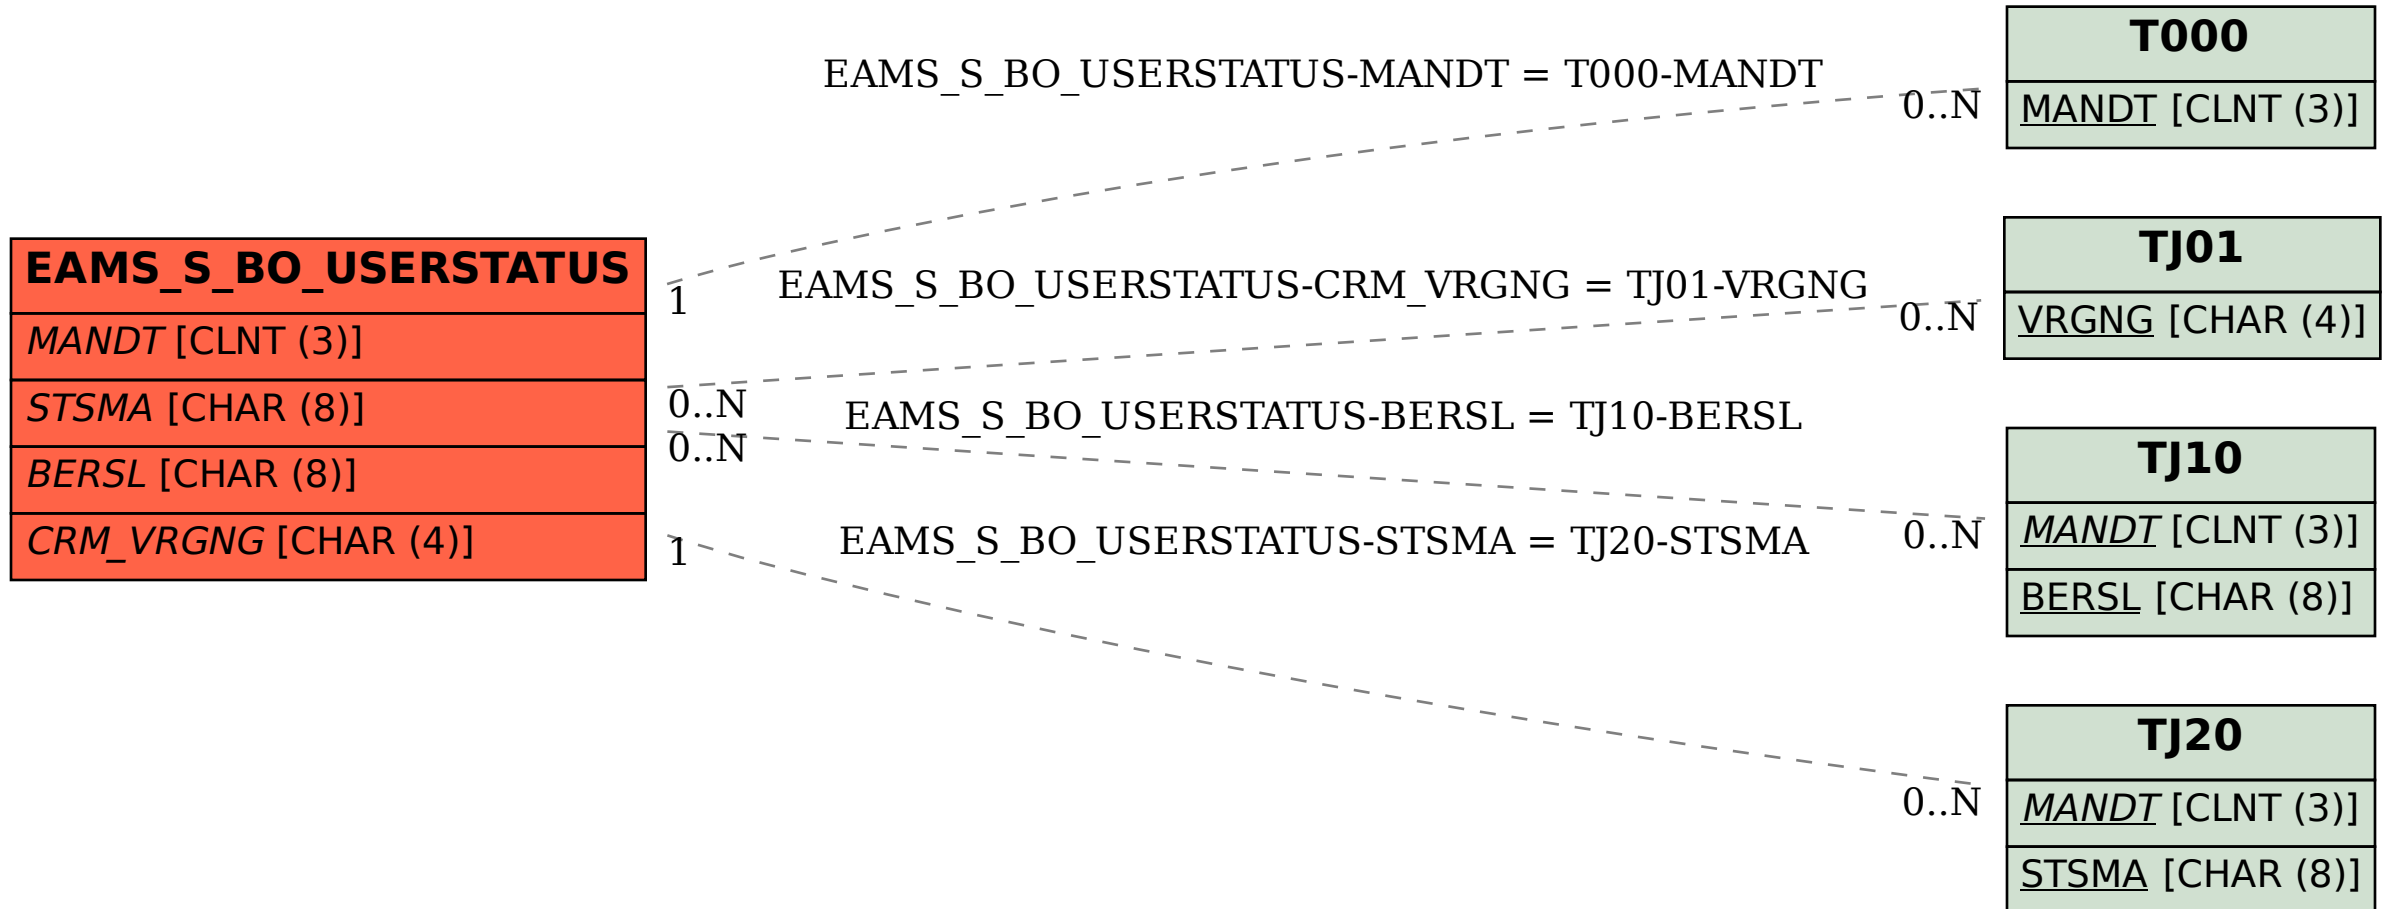 T000
MANDT [CLNT (3)]
EAMS_S_BO_USERSTATUS-MANDT = T000-MANDT
0..N
EAMS_S_BO_USERSTATUS
MANDT [CLNT (3)]
STSMA [CHAR (8)]
BERSL [CHAR (8)]
CRM_VRGNG [CHAR (4)]
1
EAMS_S_BO_USERSTATUS-CRM_VRGNG = TJ01-VRGNG
0..N
TJ01
VRGNG [CHAR (4)]
0..N
0..N
EAMS_S_BO_USERSTATUS-BERSL = TJ10-BERSL
0..N
TJ10
MANDT [CLNT (3)]
BERSL [CHAR (8)]
1
EAMS_S_BO_USERSTATUS-STSMA = TJ20-STSMA
0..N
TJ20
MANDT [CLNT (3)]
STSMA [CHAR (8)]